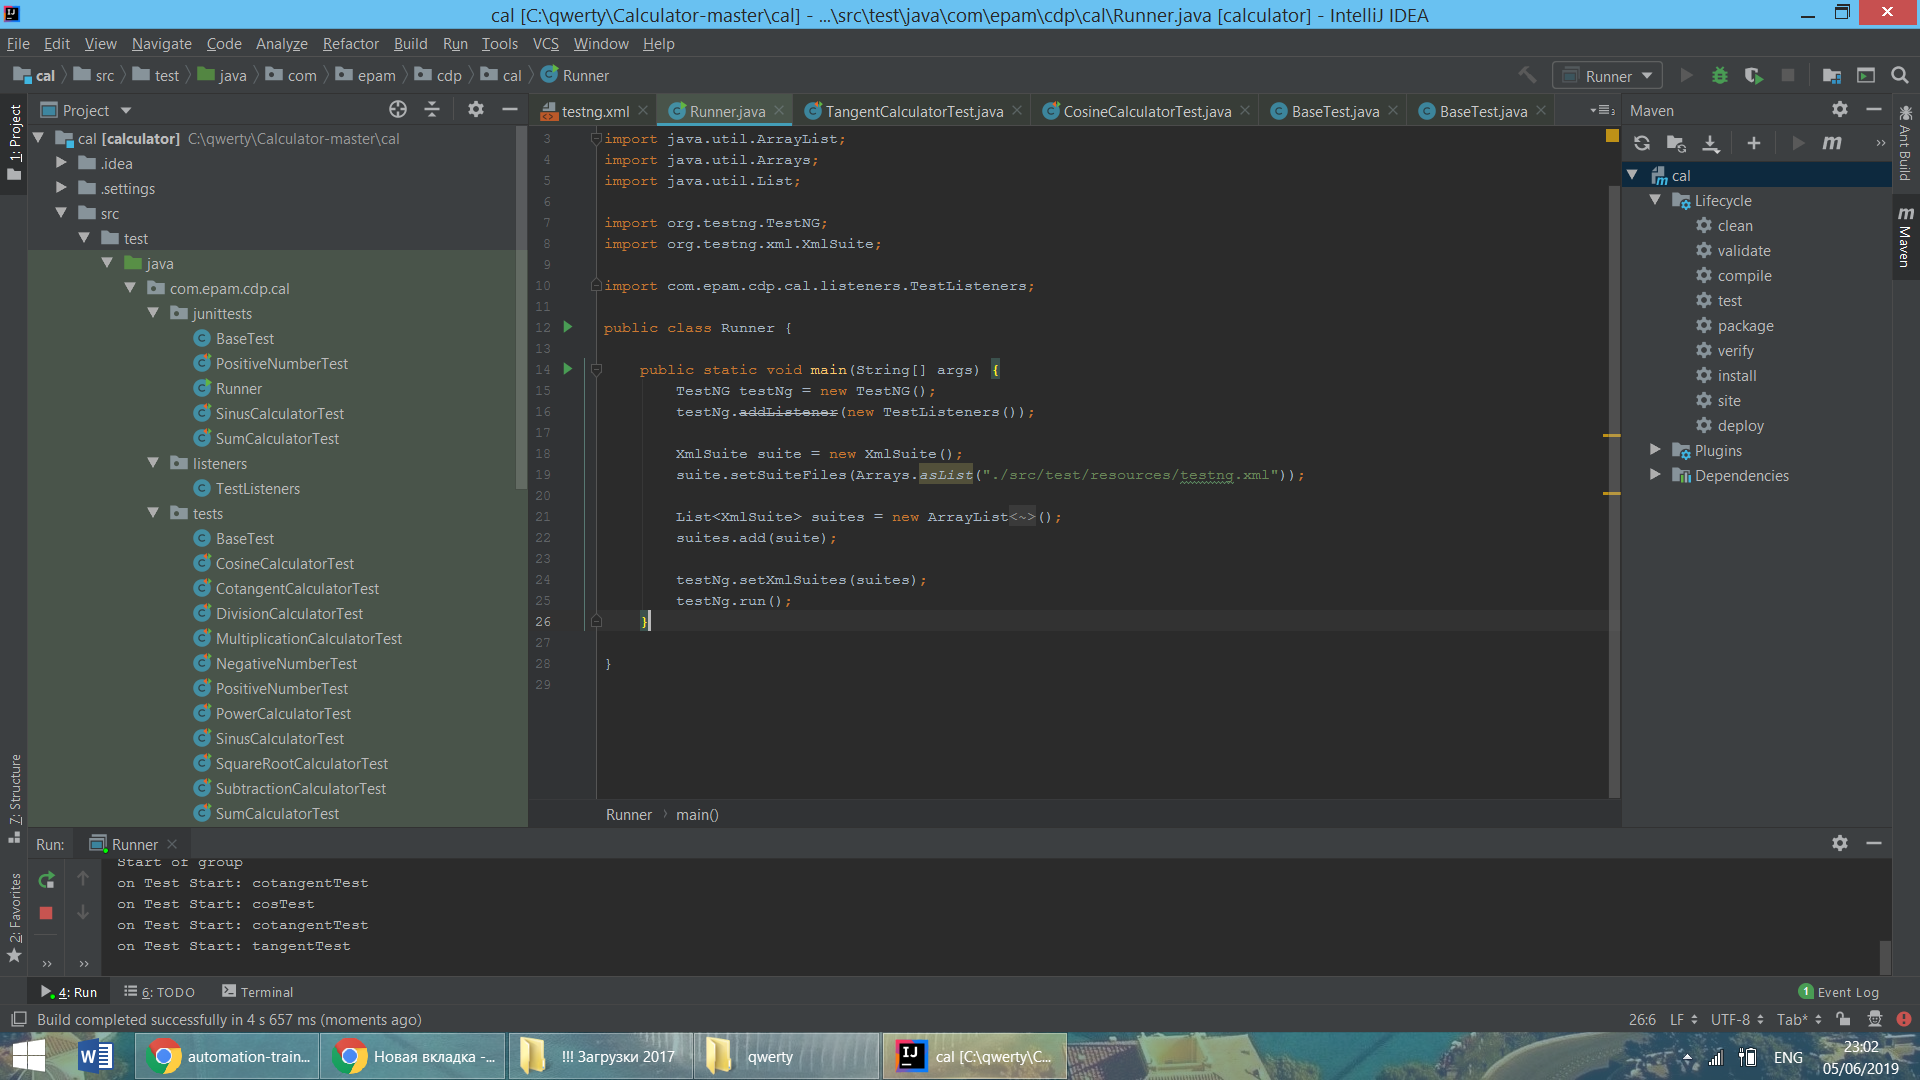 cal [C:\qwerty\Calculator-master\cal] - ...\src\test\java\com\epam\cdp\cal\Runner.java [calculator] - IntelliJ IDEA
File Edit View Navigate Code Analyze Refactor Build Run Tools VCS Window Help
cal src test java com epam cdp cal Runner
Runner
1: Project
Project
cal [calculator] C:\qwerty\Calculator-master\cal
.idea
.settings
src
test
java
com.epam.cdp.cal
junittests
BaseTest
PositiveNumberTest
Runner
SinusCalculatorTest
SumCalculatorTest
listeners
TestListeners
tests
BaseTest
CosineCalculatorTest
CotangentCalculatorTest
DivisionCalculatorTest
MultiplicationCalculatorTest
NegativeNumberTest
PositiveNumberTest
PowerCalculatorTest
SinusCalculatorTest
SquareRootCalculatorTest
SubtractionCalculatorTest
SumCalculatorTest
testng.xml Runner.java TangentCalculatorTest.java CosineCalculatorTest.java BaseTest.java BaseTest.java 3
3 import java.util.ArrayList;
4 import java.util.Arrays;
5 import java.util.List;
6
7 import org.testng.TestNG;
8 import org.testng.xml.XmlSuite;
9
10 import com.epam.cdp.cal.listeners.TestListeners;
11
12 public class Runner {
13
14 public static void main(String[] args) {
15 TestNG testNg = new TestNG();
16 testNg.addListener(new TestListeners());
17
18 XmlSuite suite = new XmlSuite();
19 suite.setSuiteFiles(Arrays.asList("./src/test/resources/testng.xml"));
20
21 List<XmlSuite> suites = new ArrayList<~>();
22 suites.add(suite);
23
24 testNg.setXmlSuites(suites);
25 testNg.run();
26 }
27
28 }
29
Runner main()
Maven
cal
Lifecycle
clean
validate
compile
test
package
verify
install
site
deploy
Plugins
Dependencies
Ant Build
m Maven
7: Structure
2: Favorites
Run: Runner
Start of group
on Test Start: cotangentTest
on Test Start: cosTest
on Test Start: cotangentTest
on Test Start: tangentTest
4: Run 6: TODO Terminal
1 Event Log
Build completed successfully in 4 s 657 ms (moments ago)
26:6 LF UTF-8 Tab*
automation-train... Новая вкладка -... !!! Загрузки 2017 qwerty cal [C:\qwerty\C...
ENG
23:02
05/06/2019